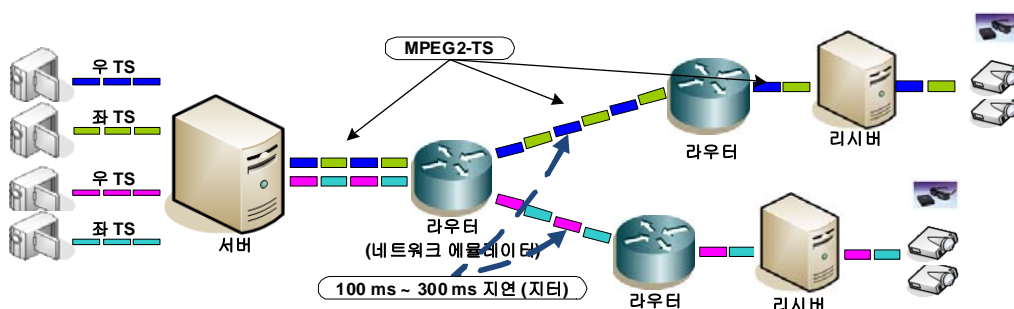 MPEG2-TS
우 TS
좌 TS
우 TS
좌 TS
서버
라우터
(네트워크 에뮬레이터)
라우터
리시버
100 ms ~ 300 ms 지연 (지터)
라우터
리시버